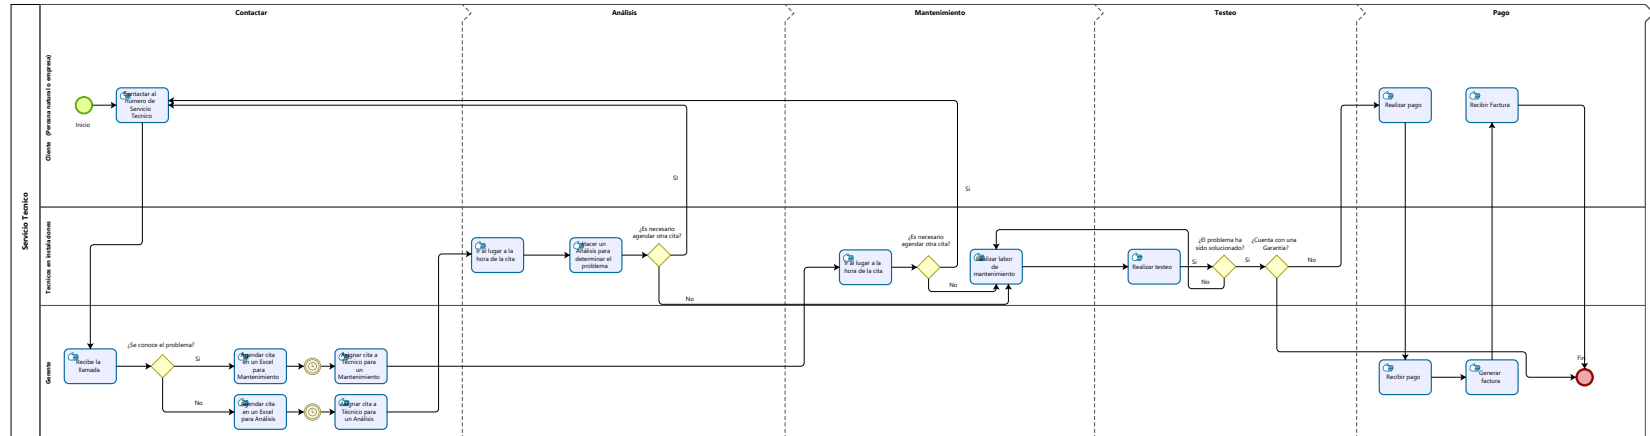 Contactar
Análisis
Mantenimiento
Testeo
Pago
Servicio Tecnico
Cliente (Persona natural o empresa)
Inicio
Contactar al
numero de
Servicio
Tecnico
SI
Si
Realizar pago
Recibir Factura
Tecnicos en instalaciones
Ir al lugar a la
hora de la cita
Hacer un
Análisis para
determinar el
problema
¿Es necesario
agendar otra cita?
No
Ir al lugar a la
hora de la cita
¿Es necesario
agendar otra cita?
No
Realizar labor
de
mantenimiento
Realizar testeo
Si
¿El problema ha
sido solucionado?
No
Si
¿Cuenta con una
Garantia?
No
Gerente
Recibe la
llamada
¿Se conoce el problema?
Si
No
Agendar cita
en un Excel
para
Mantenimiento
Asignar cita a
Técnico para
un
Mantenimiento
Agendar cita
en un Excel
para Análisis
Asignar cita a
Técnico para
un Análisis
Recibir pago
Generar
factura
Fin